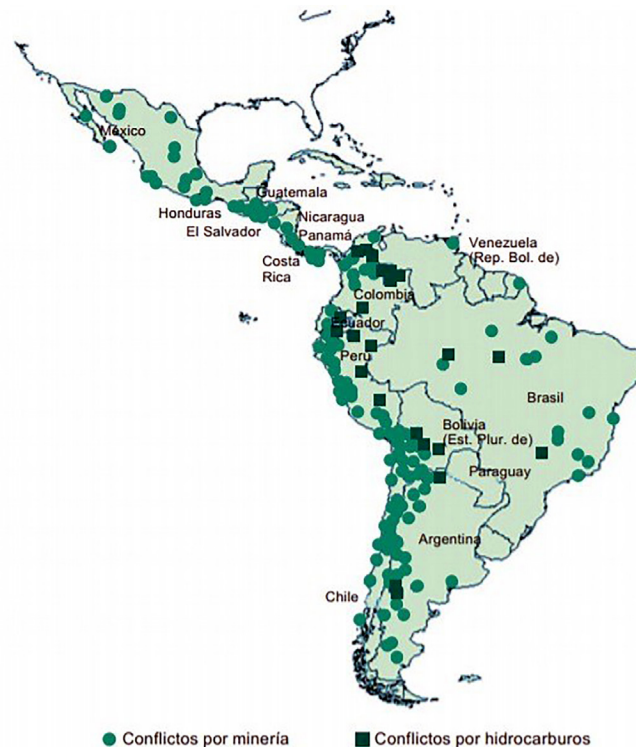 México
Guatemala
Honduras
Nicaragua
El Salvador
Panamá
Costa
Rica
Venezuela
(Rep. Bol. de)
Colombia
Ecuador
Perú
Brasil
Bolivia
(Est. Plur. de)
Paraguay
Argentina
Chile
Conflictos por minería
Conflictos por hidrocarburos